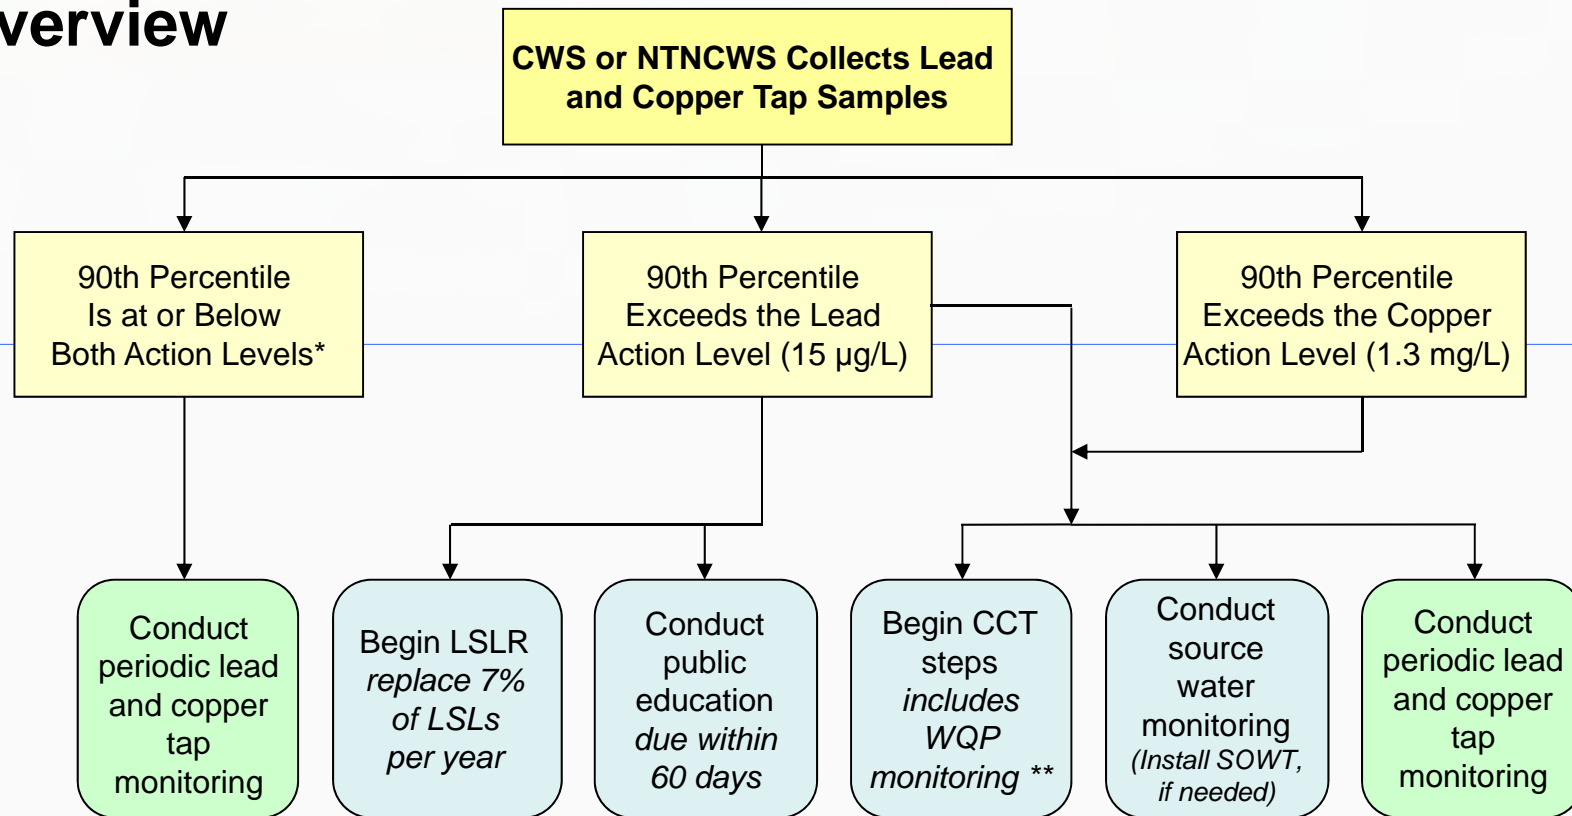 verview
CWS or NTNCWS Collects Lead
and Copper Tap Samples
90th Percentile
Is at or Below
Both Action Levels*
90th Percentile
Exceeds the Lead
Action Level (15 µg/L)
90th Percentile
Exceeds the Copper
Action Level (1.3 mg/L)
Conduct
periodic lead
and copper
tap
monitoring
Begin LSLR
replace 7%
of LSLs
per year
Conduct
public
education
due within
60 days
Begin CCT
steps
includes
WQP
monitoring **
Conduct
source
water
monitoring
(Install SOWT,
if needed)
Conduct
periodic lead
and copper
tap
monitoring